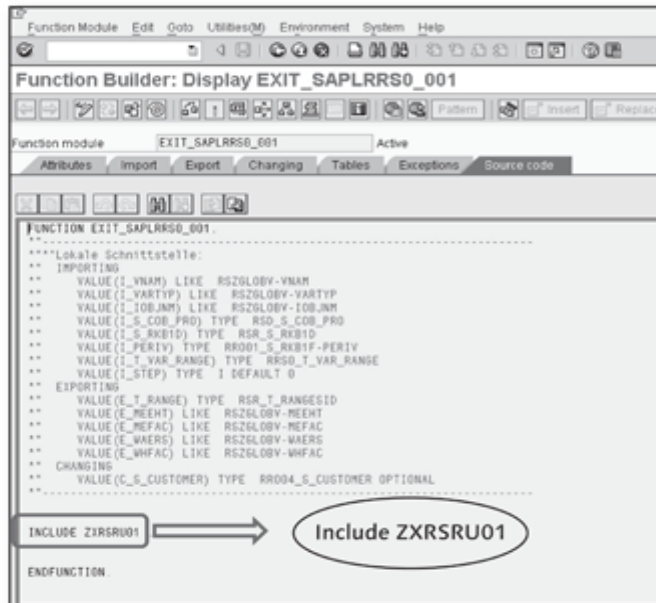 Function Module Edit Goto Utilities(M) Environment System Help
Function Builder: Display EXIT_SAPLRRS0_001
Pattern Insert Replac
Function module EXIT_SAPLRRS0_001 Active
Attributes Import Export Changing Tables Exceptions Source code
FUNCTION EXIT_SAPLRRS0_001.
**----------------------------------------------------------------------
****Lokale Schnittstelle:
** IMPORTING
** VALUE(I_VNAM) LIKE RSZGLOBV-VNAM
** VALUE(I_VARTYP) LIKE RSZGLOBV-VARTYP
** VALUE(I_IOBJNM) LIKE RSZGLOBV-IOBJNM
** VALUE(I_S_COB_PRO) TYPE RSD_S_COB_PRO
** VALUE(I_S_RKB1D) TYPE RSR_S_RKB1D
** VALUE(I_PERIV) TYPE RRO01_S_RKB1F-PERIV
** VALUE(I_T_VAR_RANGE) TYPE RRS0_T_VAR_RANGE
** VALUE(I_STEP) TYPE I DEFAULT 0
** EXPORTING
** VALUE(E_T_RANGE) TYPE RSR_T_RANGESID
** VALUE(E_MEEHT) LIKE RSZGLOBV-MEEHT
** VALUE(E_MEFAC) LIKE RSZGLOBV-MEFAC
** VALUE(E_WAERS) LIKE RSZGLOBV-WAERS
** VALUE(E_WHFAC) LIKE RSZGLOBV-WHFAC
** CHANGING
** VALUE(C_S_CUSTOMER) TYPE RRO04_S_CUSTOMER OPTIONAL
**----------------------------------------------------------------------
INCLUDE ZXRSRU01 Include ZXRSRU01
ENDFUNCTION.